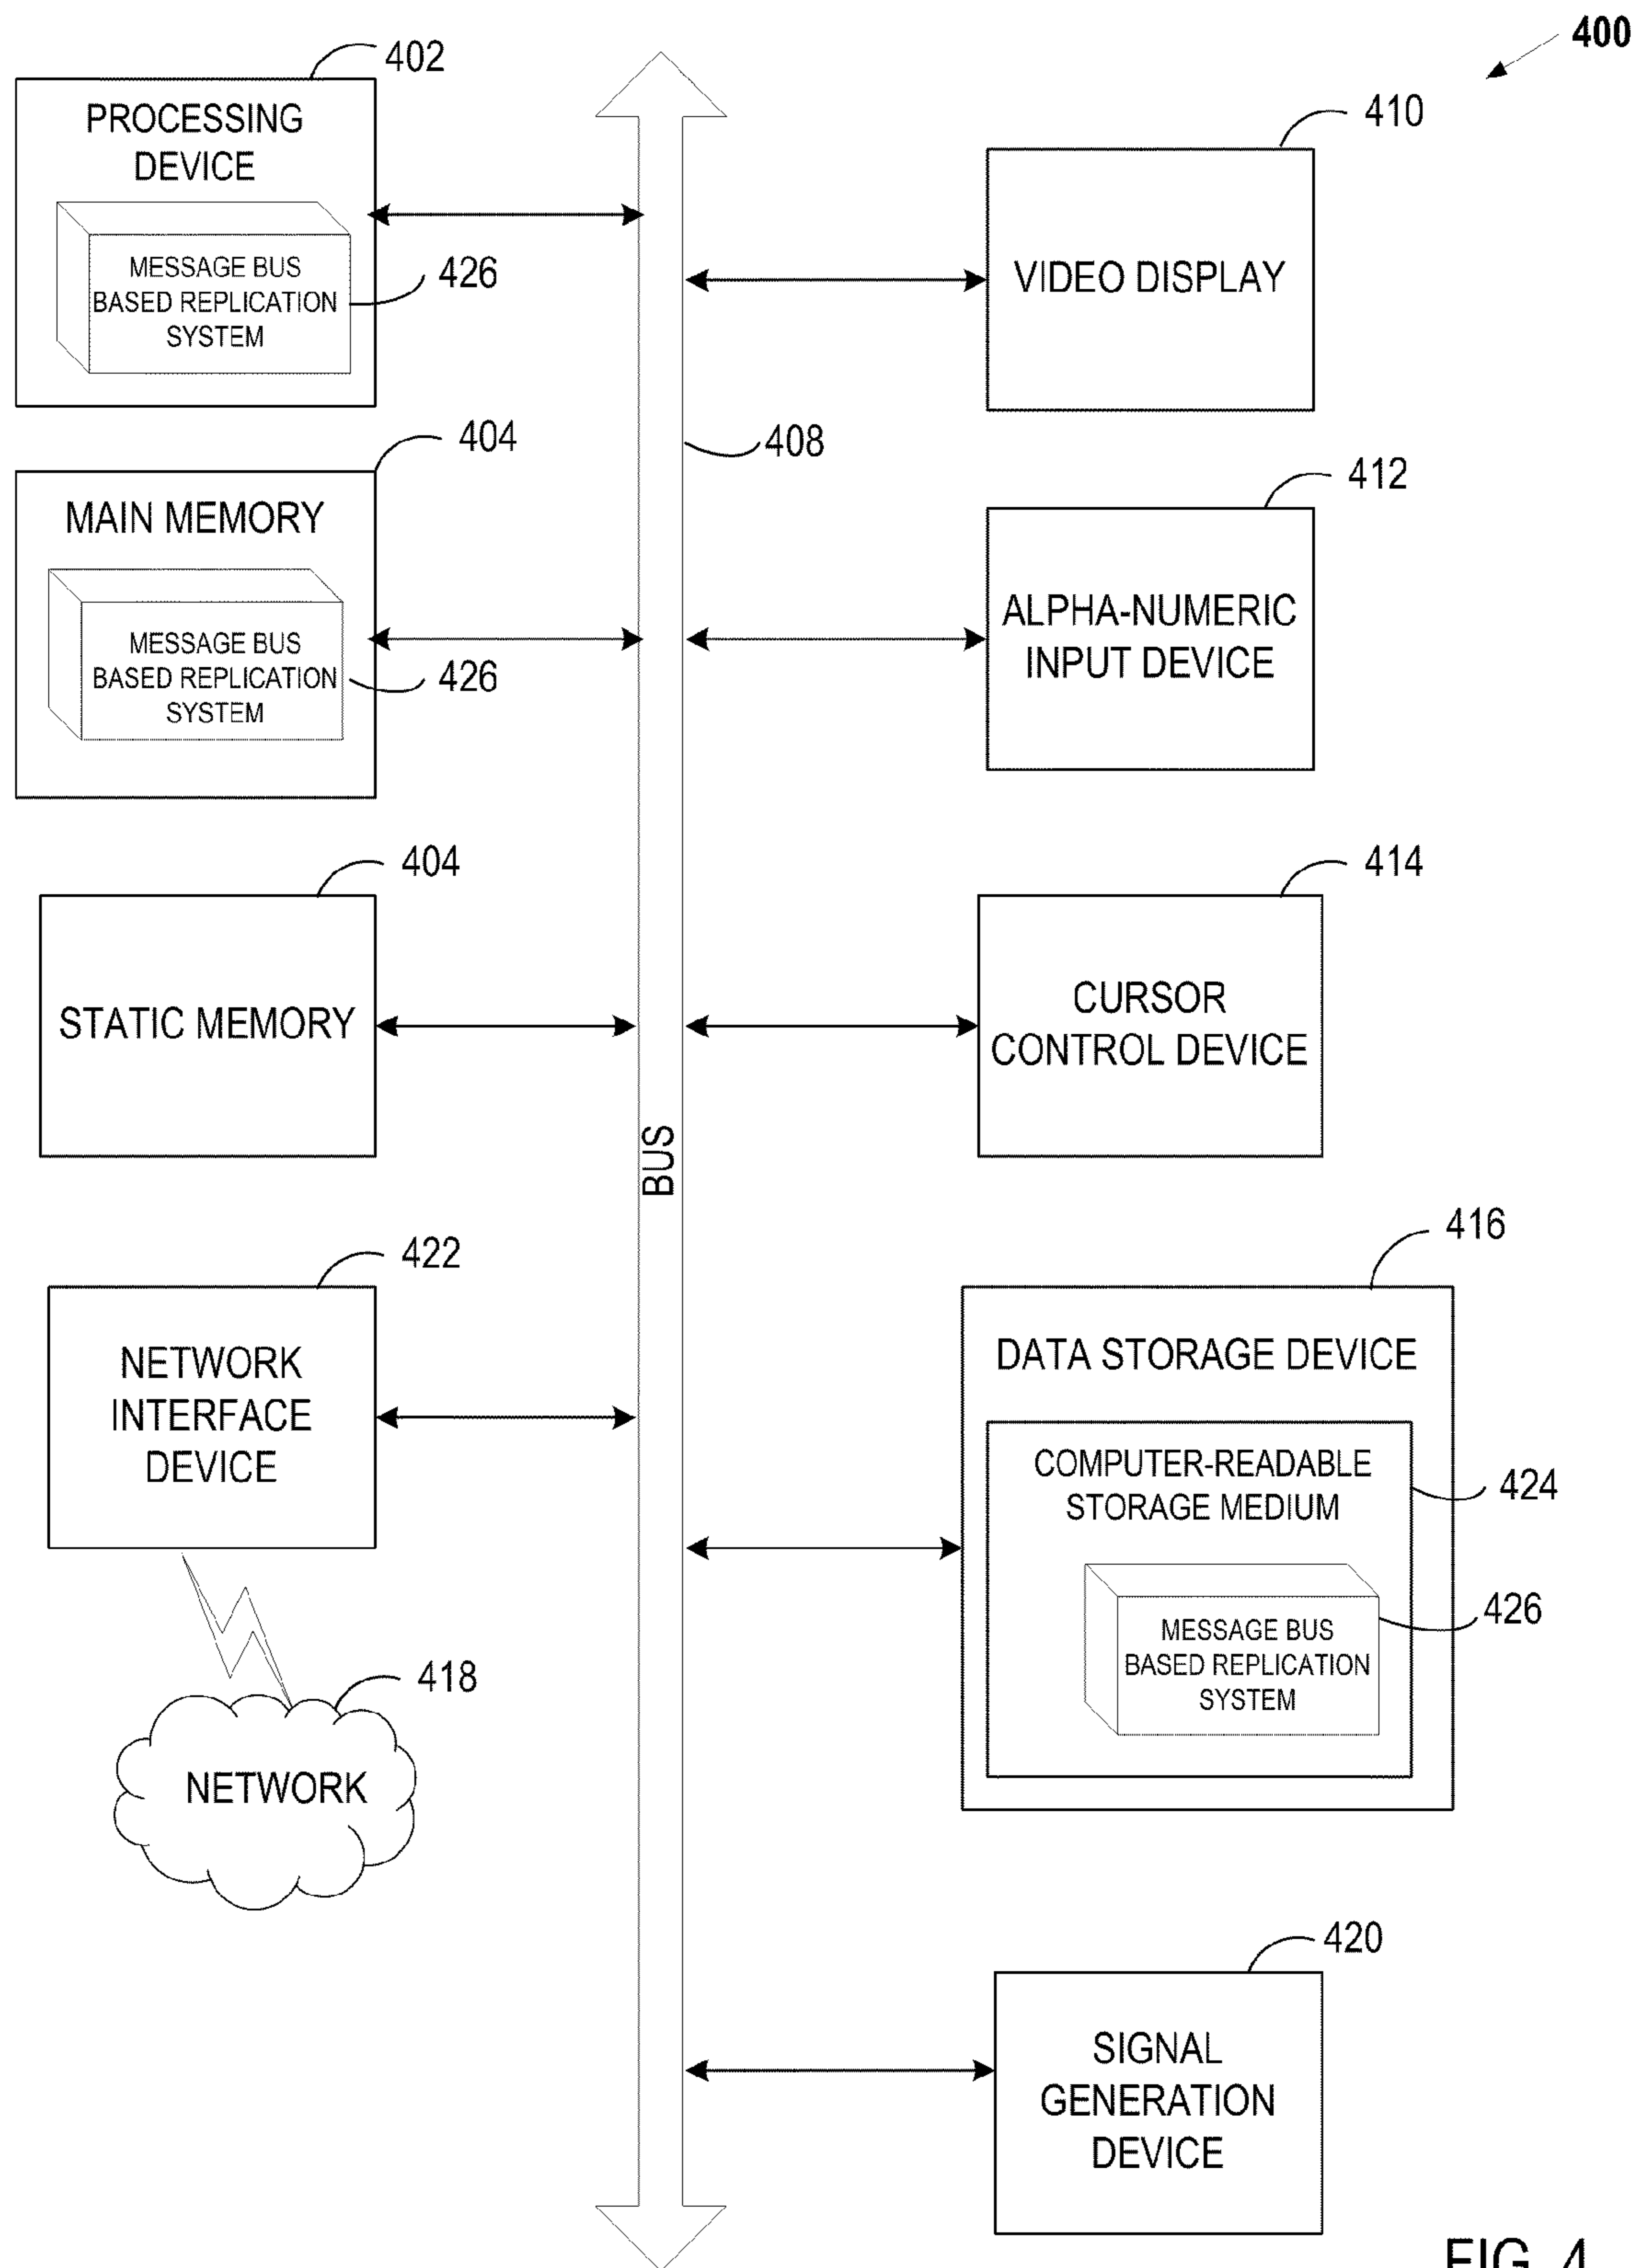 400
402
PROCESSING
DEVICE
MESSAGE BUS
BASED REPLICATION
SYSTEM
426
404
MAIN MEMORY
MESSAGE BUS
BASED REPLICATION
SYSTEM
426
404
STATIC MEMORY
422
NETWORK
INTERFACE
DEVICE
418
NETWORK
408
BUS
410
VIDEO DISPLAY
412
ALPHA-NUMERIC
INPUT DEVICE
414
CURSOR
CONTROL DEVICE
416
DATA STORAGE DEVICE
COMPUTER-READABLE
STORAGE MEDIUM
424
MESSAGE BUS
BASED REPLICATION
SYSTEM
426
420
SIGNAL
GENERATION
DEVICE
FIG. 4